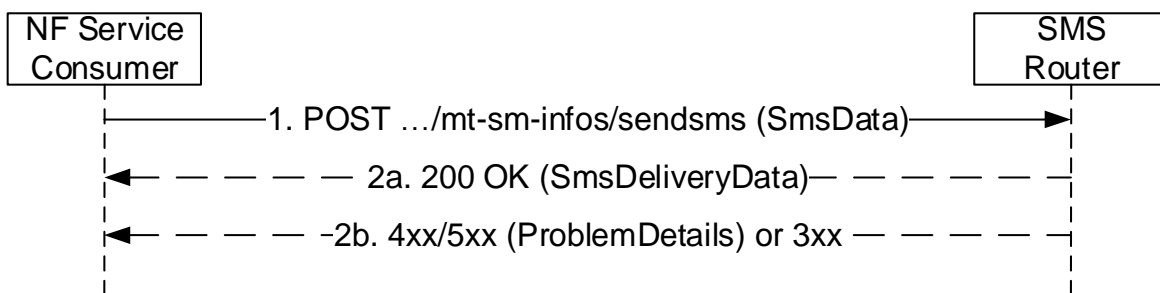 NF Service
Consumer
SMS
Router
1. POST …/mt-sm-infos/sendsms (SmsData)
2a. 200 OK (SmsDeliveryData)
2b. 4xx/5xx (ProblemDetails) or 3xx